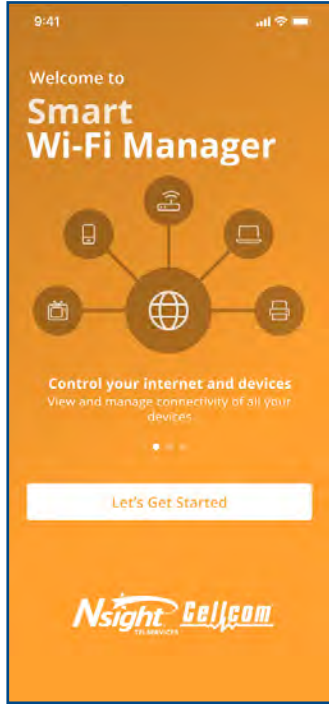 9:41
Welcome to
Smart
Wi-Fi Manager
Control your internet and devices
View and manage connectivity of all your
devices
Let's Get Started
Nsight Cellcom
TELSERVICES